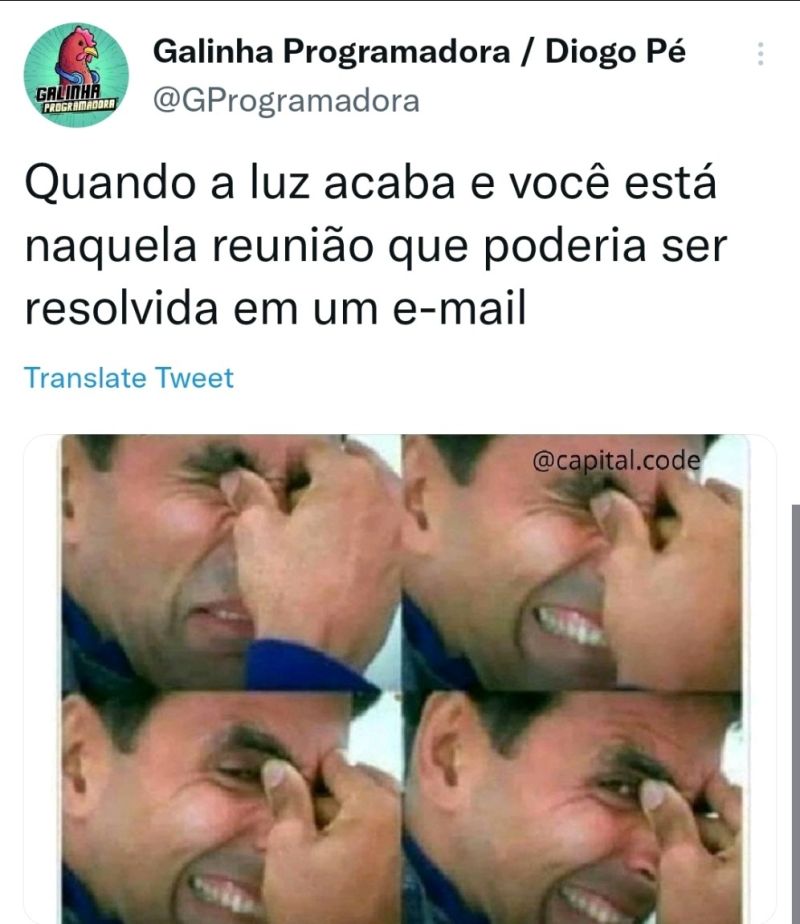 GALINHA
PROGRAMADORA
Galinha Programadora / Diogo Pé
@GProgramadora
Quando a luz acaba e você está
naquela reunião que poderia ser
resolvida em um e-mail
Translate Tweet
@capital.code